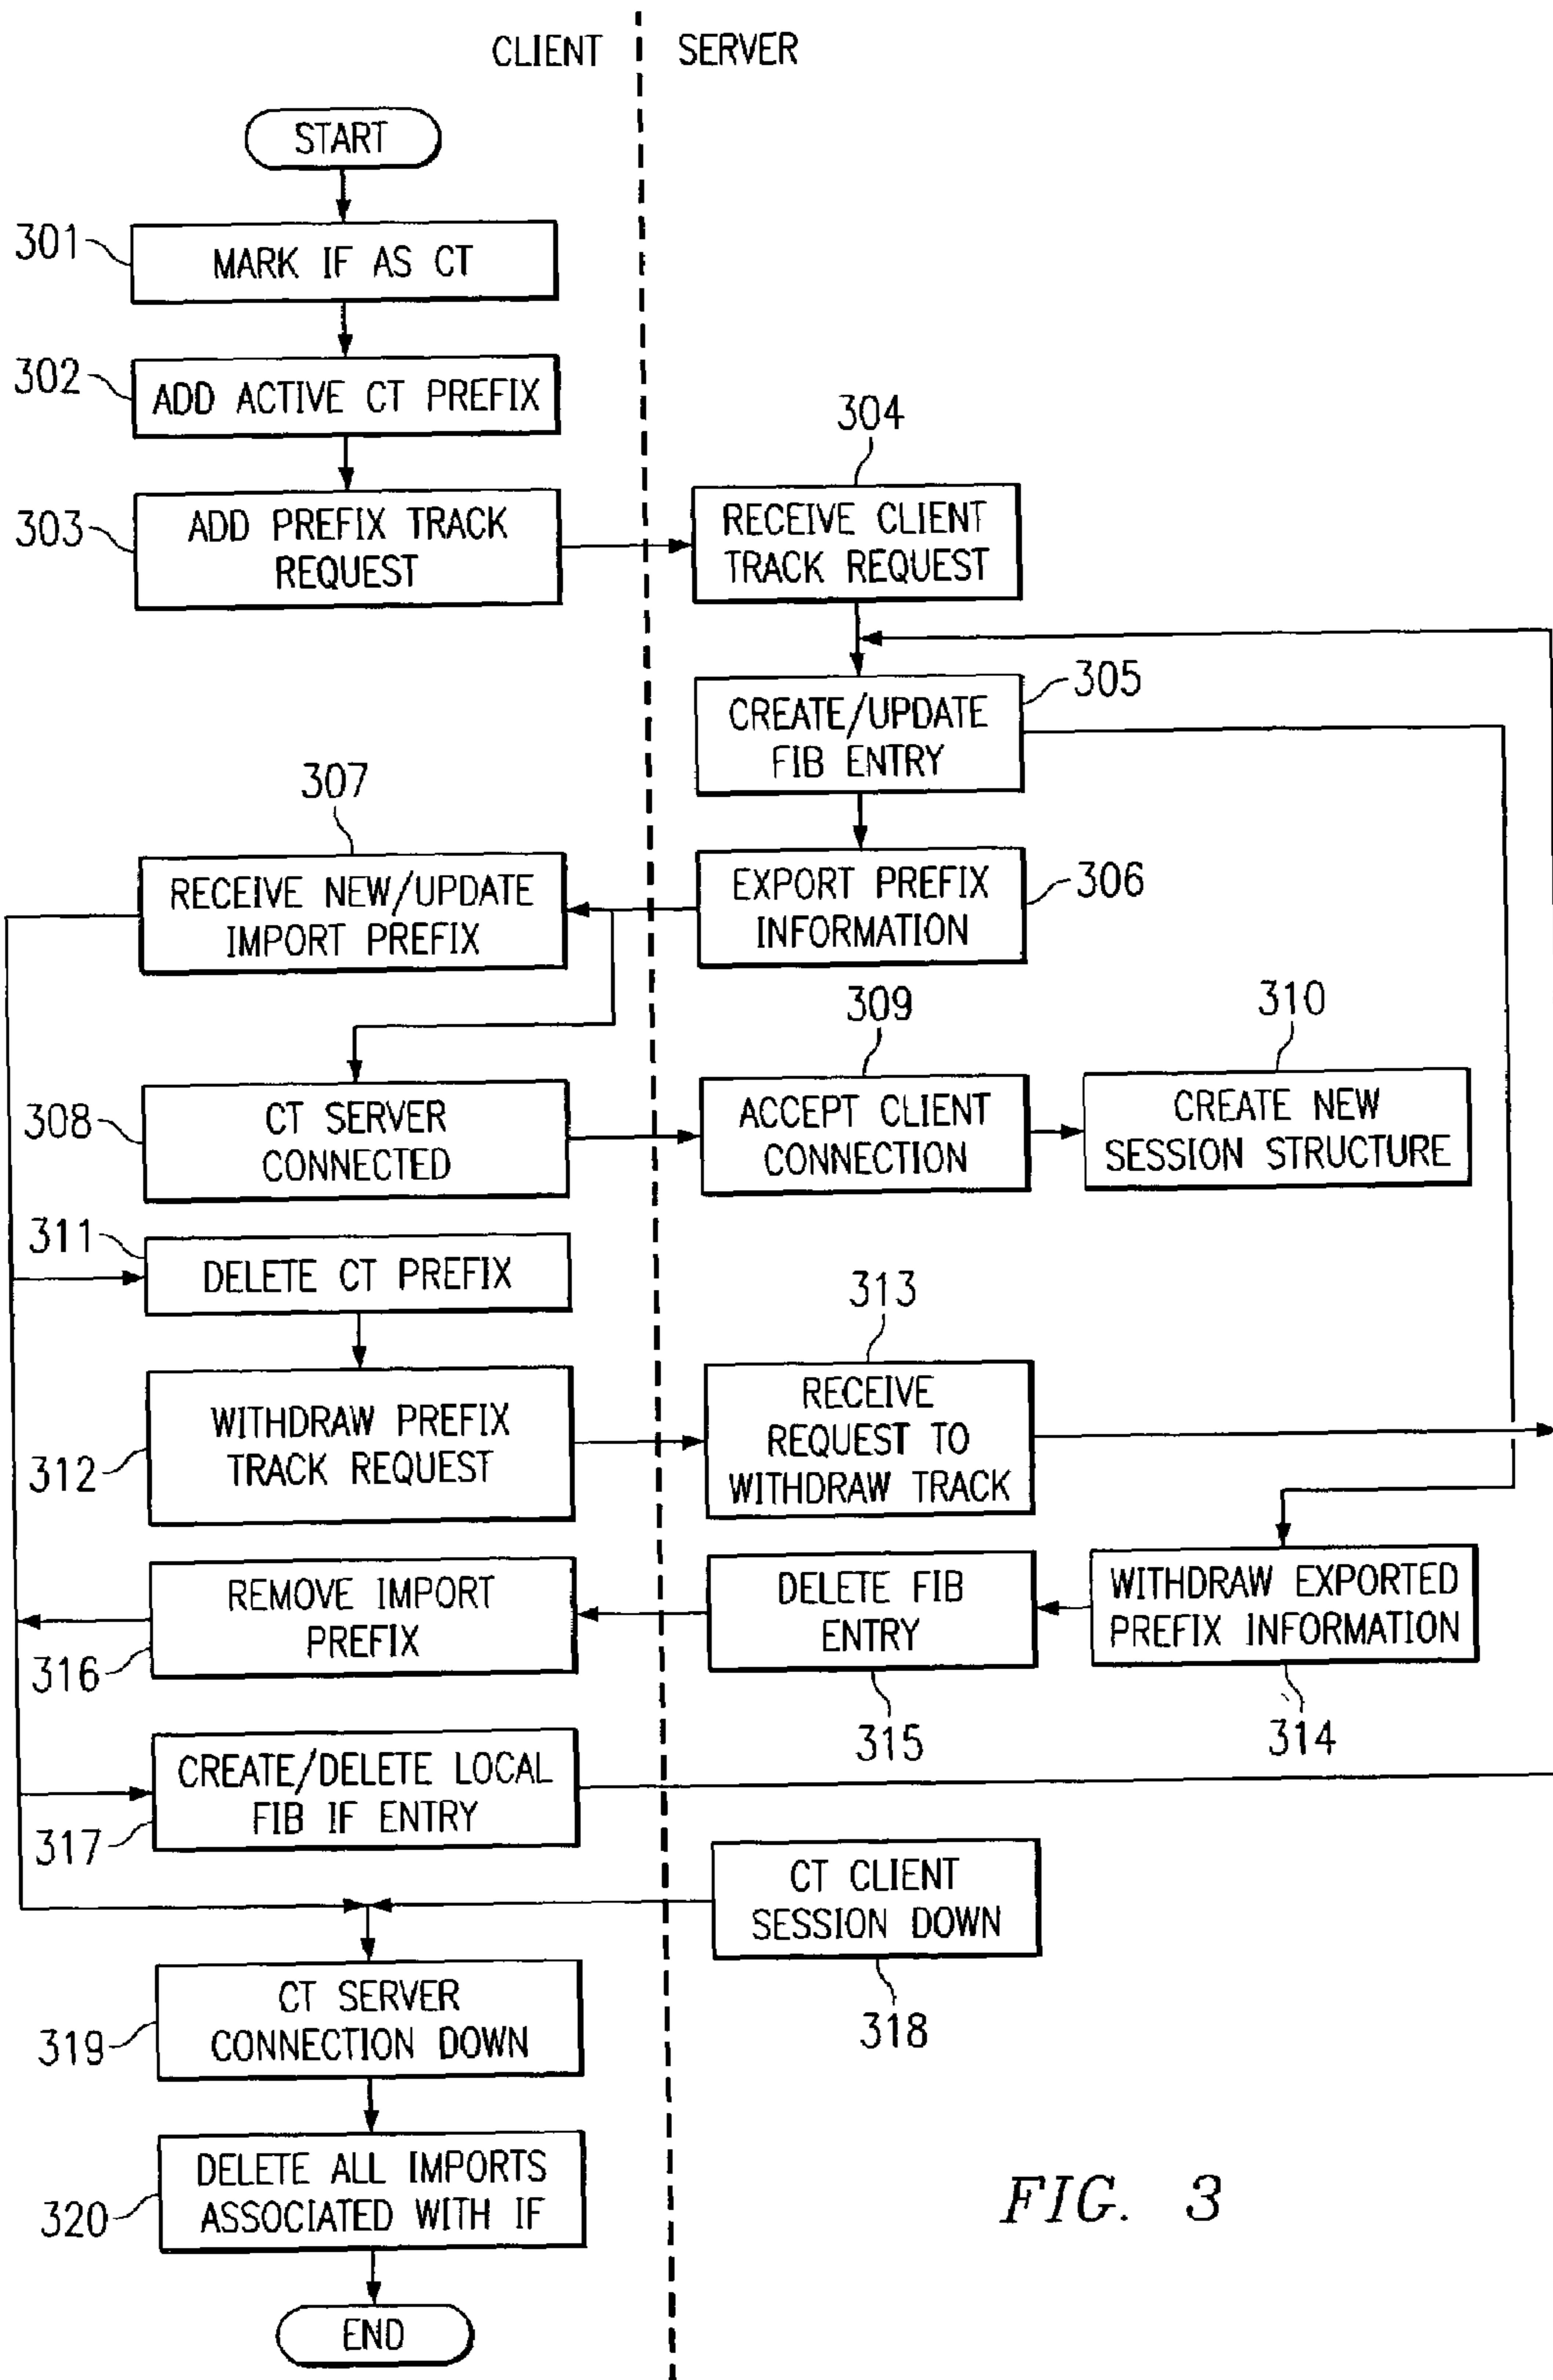 CLIENT
SERVER
START
301
MARK IF AS CT
302
ADD ACTIVE CT PREFIX
303
ADD PREFIX TRACK
REQUEST
304
RECEIVE CLIENT
TRACK REQUEST
305
CREATE/UPDATE
FIB ENTRY
306
EXPORT PREFIX
INFORMATION
307
RECEIVE NEW/UPDATE
IMPORT PREFIX
308
CT SERVER
CONNECTED
309
ACCEPT CLIENT
CONNECTION
310
CREATE NEW
SESSION STRUCTURE
311
DELETE CT PREFIX
312
WITHDRAW PREFIX
TRACK REQUEST
313
RECEIVE
REQUEST TO
WITHDRAW TRACK
WITHDRAW EXPORTED
PREFIX INFORMATION
314
DELETE FIB
ENTRY
315
REMOVE IMPORT
PREFIX
316
CREATE/DELETE LOCAL
FIB IF ENTRY
317
CT CLIENT
SESSION DOWN
318
CT SERVER
CONNECTION DOWN
319
DELETE ALL IMPORTS
ASSOCIATED WITH IF
320
END
FIG. 3